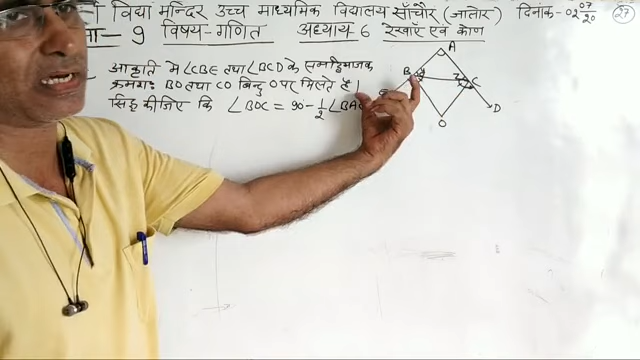 विद्या मन्दिर उच्च माध्यमिक विद्यालय साँचौर (जालोर) दिनांक-02 07/20 (27)
9 विषय-गणित अध्याय 6 रेखाएँ एवं कोण
आकृति में ∠CBE तथा ∠BCD के समद्विभाजक
क्रमशः BO तथा CO बिन्दु O पर मिलते है।
सिद्ध कीजिए कि ∠BOC = 90 - 1/2 ∠BAC
A
B
C
D
O